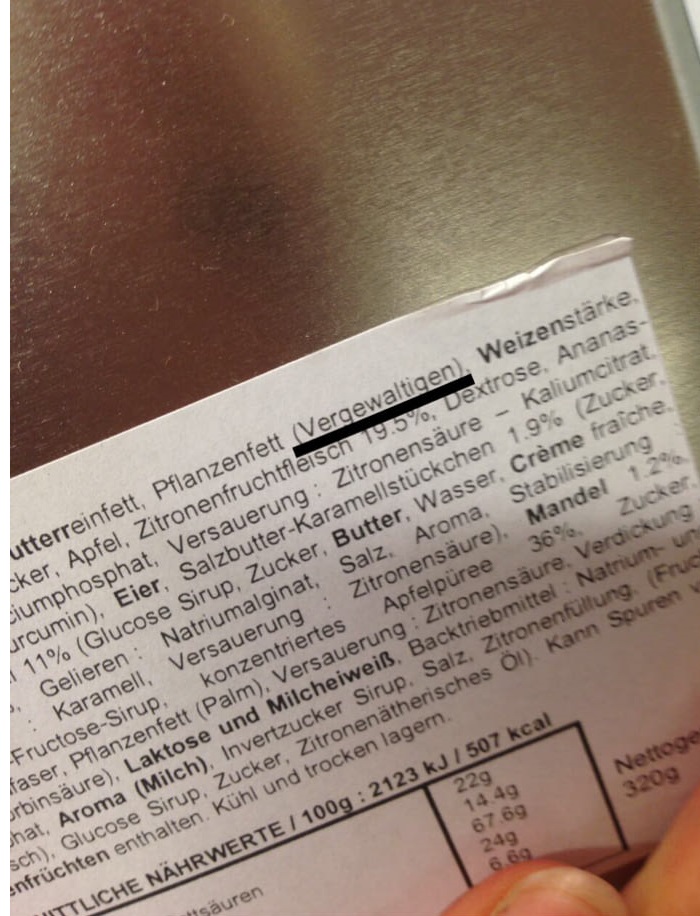 utterreinfett, Pflanzenfett (Vergewaltigen), Weizenstärke,
cker, Apfel, Zitronenfruchtfleisch 19.5%, Dextrose, Ananas-
iumphosphat, Versauerung : Zitronensäure – Kaliumcitrat,
urcumin), Eier, Salzbutter-Karamellstückchen 1.9% (Zucker,
11% (Glucose Sirup, Zucker, Butter, Wasser, Crème fraîche,
Gelieren : Natriumalginat, Salz, Aroma, Stabilisierung
: Karamell, Versauerung : Zitronensäure), Mandel 1.2%,
-Fructose-Sirup, konzentriertes Apfelpüree 36%, Zucker,
faser, Pflanzenfett (Palm), Versauerung : Zitronensäure, Verdickung
rbinsäure), Laktose und Milcheiweiß, Backtriebmittel : Natrium- un
hat, Aroma (Milch), Invertzucker Sirup, Salz, Zitronenfüllung. (Fruc
sch), Glucose Sirup, Zucker, Zitronenätherisches Öl). Kann Spuren
enfrüchten enthalten. Kühl und trocken lagern.
ITTLICHE NÄHRWERTE / 100g : 2123 kJ / 507 kcal
22g
14.4g
67.6g
24g
6.6g
ttsäuren
Nettoge
320g